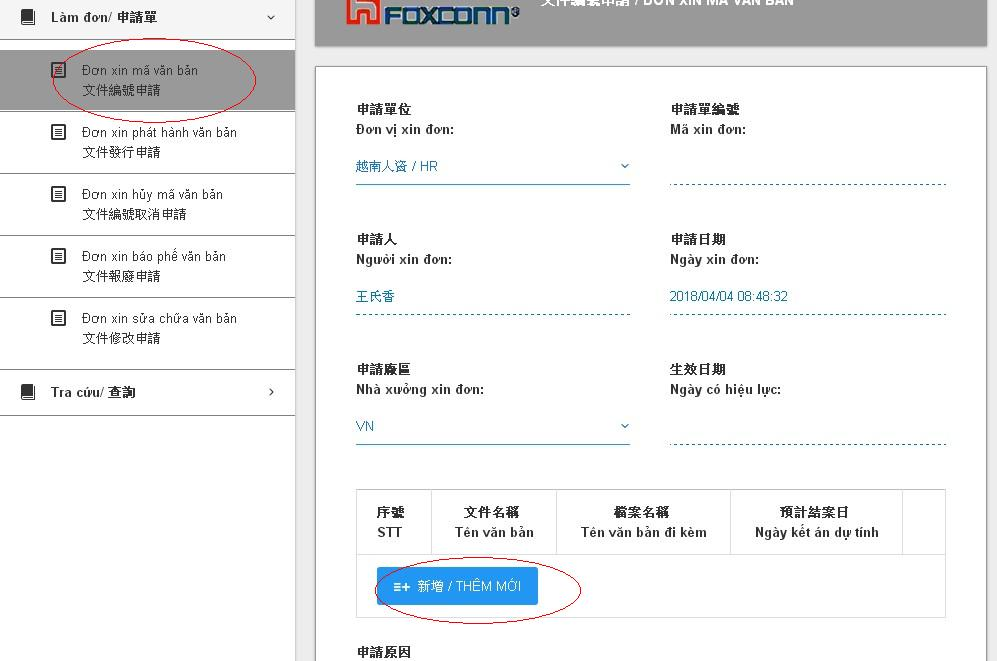 Làm đơn/ 申請單
Đơn xin mã văn bản
文件編號申請
Đơn xin phát hành văn bản
文件發行申請
Đơn xin hủy mã văn bản
文件編號取消申請
Đơn xin báo phế văn bản
文件報廢申請
Đơn xin sửa chữa văn bản
文件修改申請
Tra cứu/ 查詢
FOXCONN
文件編號申請 / ĐƠN XIN MÃ VĂN BẢN
申請單位
Đơn vị xin đơn:
越南人資 / HR
申請單編號
Mã xin đơn:
申請人
Người xin đơn:
王氏香
申請日期
Ngày xin đơn:
2018/04/04 08:48:32
申請廠區
Nhà xưởng xin đơn:
VN
生效日期
Ngày có hiệu lực:
序號 文件名稱 檔案名稱 預計結案日
STT Tên văn bản Tên văn bản đi kèm Ngày kết án dự tính
新增 / THÊM MỚI
申請原因